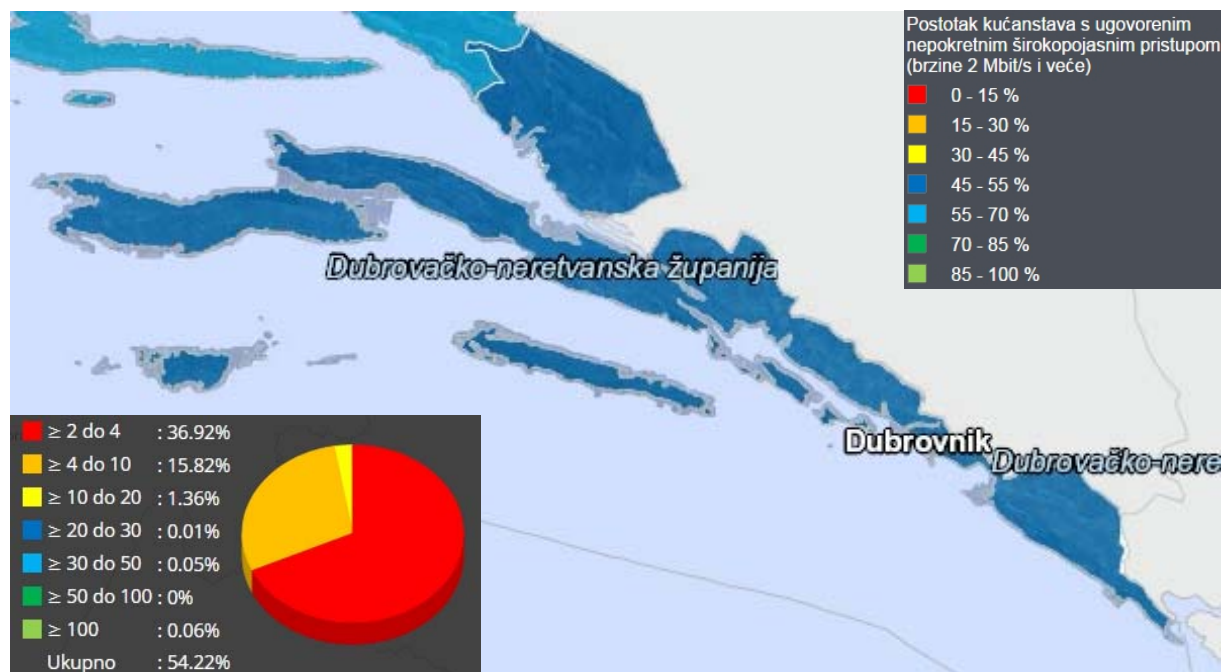 Postotak kućanstava s ugovorenim
nepokretnim širokopojasnim pristupom
(brzine 2 Mbit/s i veće)
0 - 15 %
15 - 30 %
30 - 45 %
45 - 55 %
55 - 70 %
70 - 85 %
85 - 100 %
Dubrovačko-neretvanska županija
Dubrovnik
Dubrovačko-nere
≥ 2 do 4 : 36.92%
≥ 4 do 10 : 15.82%
≥ 10 do 20 : 1.36%
≥ 20 do 30 : 0.01%
≥ 30 do 50 : 0.05%
≥ 50 do 100 : 0%
≥ 100 : 0.06%
Ukupno : 54.22%